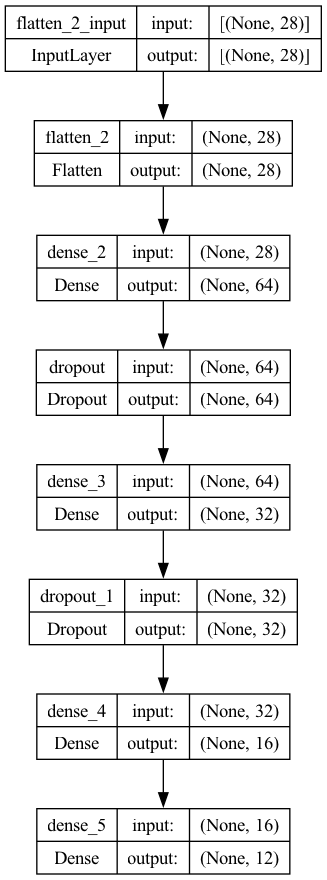 flatten_2_input input: [(None, 28)]
InputLayer output: [(None, 28)]
flatten_2 input: (None, 28)
Flatten output: (None, 28)
dense_2 input: (None, 28)
Dense output: (None, 64)
dropout input: (None, 64)
Dropout output: (None, 64)
dense_3 input: (None, 64)
Dense output: (None, 32)
dropout_1 input: (None, 32)
Dropout output: (None, 32)
dense_4 input: (None, 32)
Dense output: (None, 16)
dense_5 input: (None, 16)
Dense output: (None, 12)